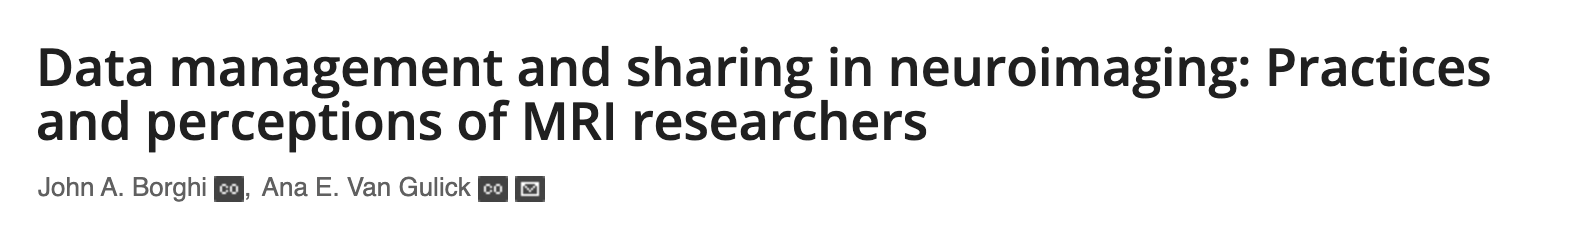 Data management and sharing in neuroimaging: Practices
and perceptions of MRI researchers
John A. Borghi co, Ana E. Van Gulick co